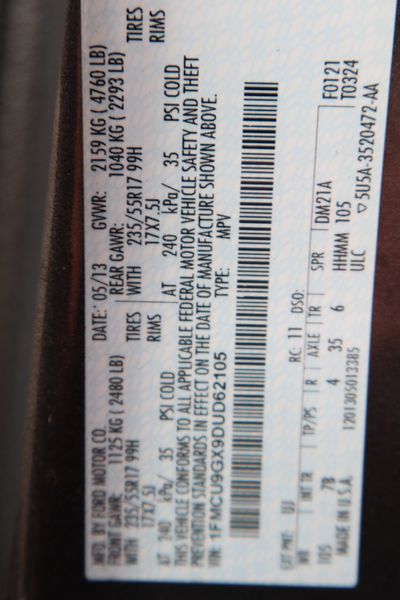 MFD. BY FORD MOTOR CO.
DATE: 05/13 GVWR: 2159 KG ( 4760 LB)
FRONT GAWR: 1125 KG ( 2480 LB) REAR GAWR: 1040 KG ( 2293 LB)
WITH 235/55R17 99H TIRES WITH 235/55R17 99H TIRES
17X7.5J RIMS 17X7.5J RIMS
AT 240 kPa/ 35 PSI COLD AT 240 kPa/ 35 PSI COLD
THIS VEHICLE CONFORMS TO ALL APPLICABLE FEDERAL MOTOR VEHICLE SAFETY AND THEFT
STANDARDS IN EFFECT ON THE DATE OF MANUFACTURE SHOWN ABOVE.
VIN: 1FMCU9GX9DUD62105
TYPE: MPV
EXT PNT: UJ RC: 11 DSO: F0121
WB INT TR TP/PS R AXLE TR SPR DM21A T0324
105 7B 4 35 6 HHMM 105
MADE IN U.S.A. 1201305013385 ULC ▽5U5A-3520472-AA